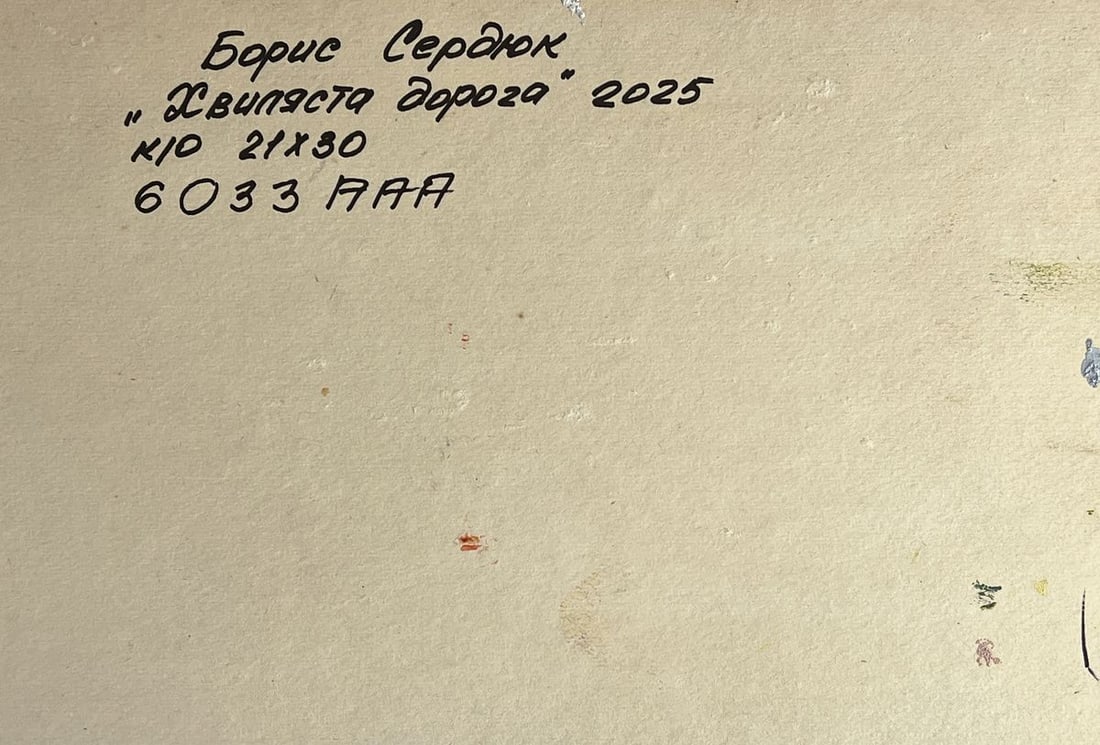 Борис Сердюк
„Хвиляста дорога" 2025
к/о 21х30
6033 ААА